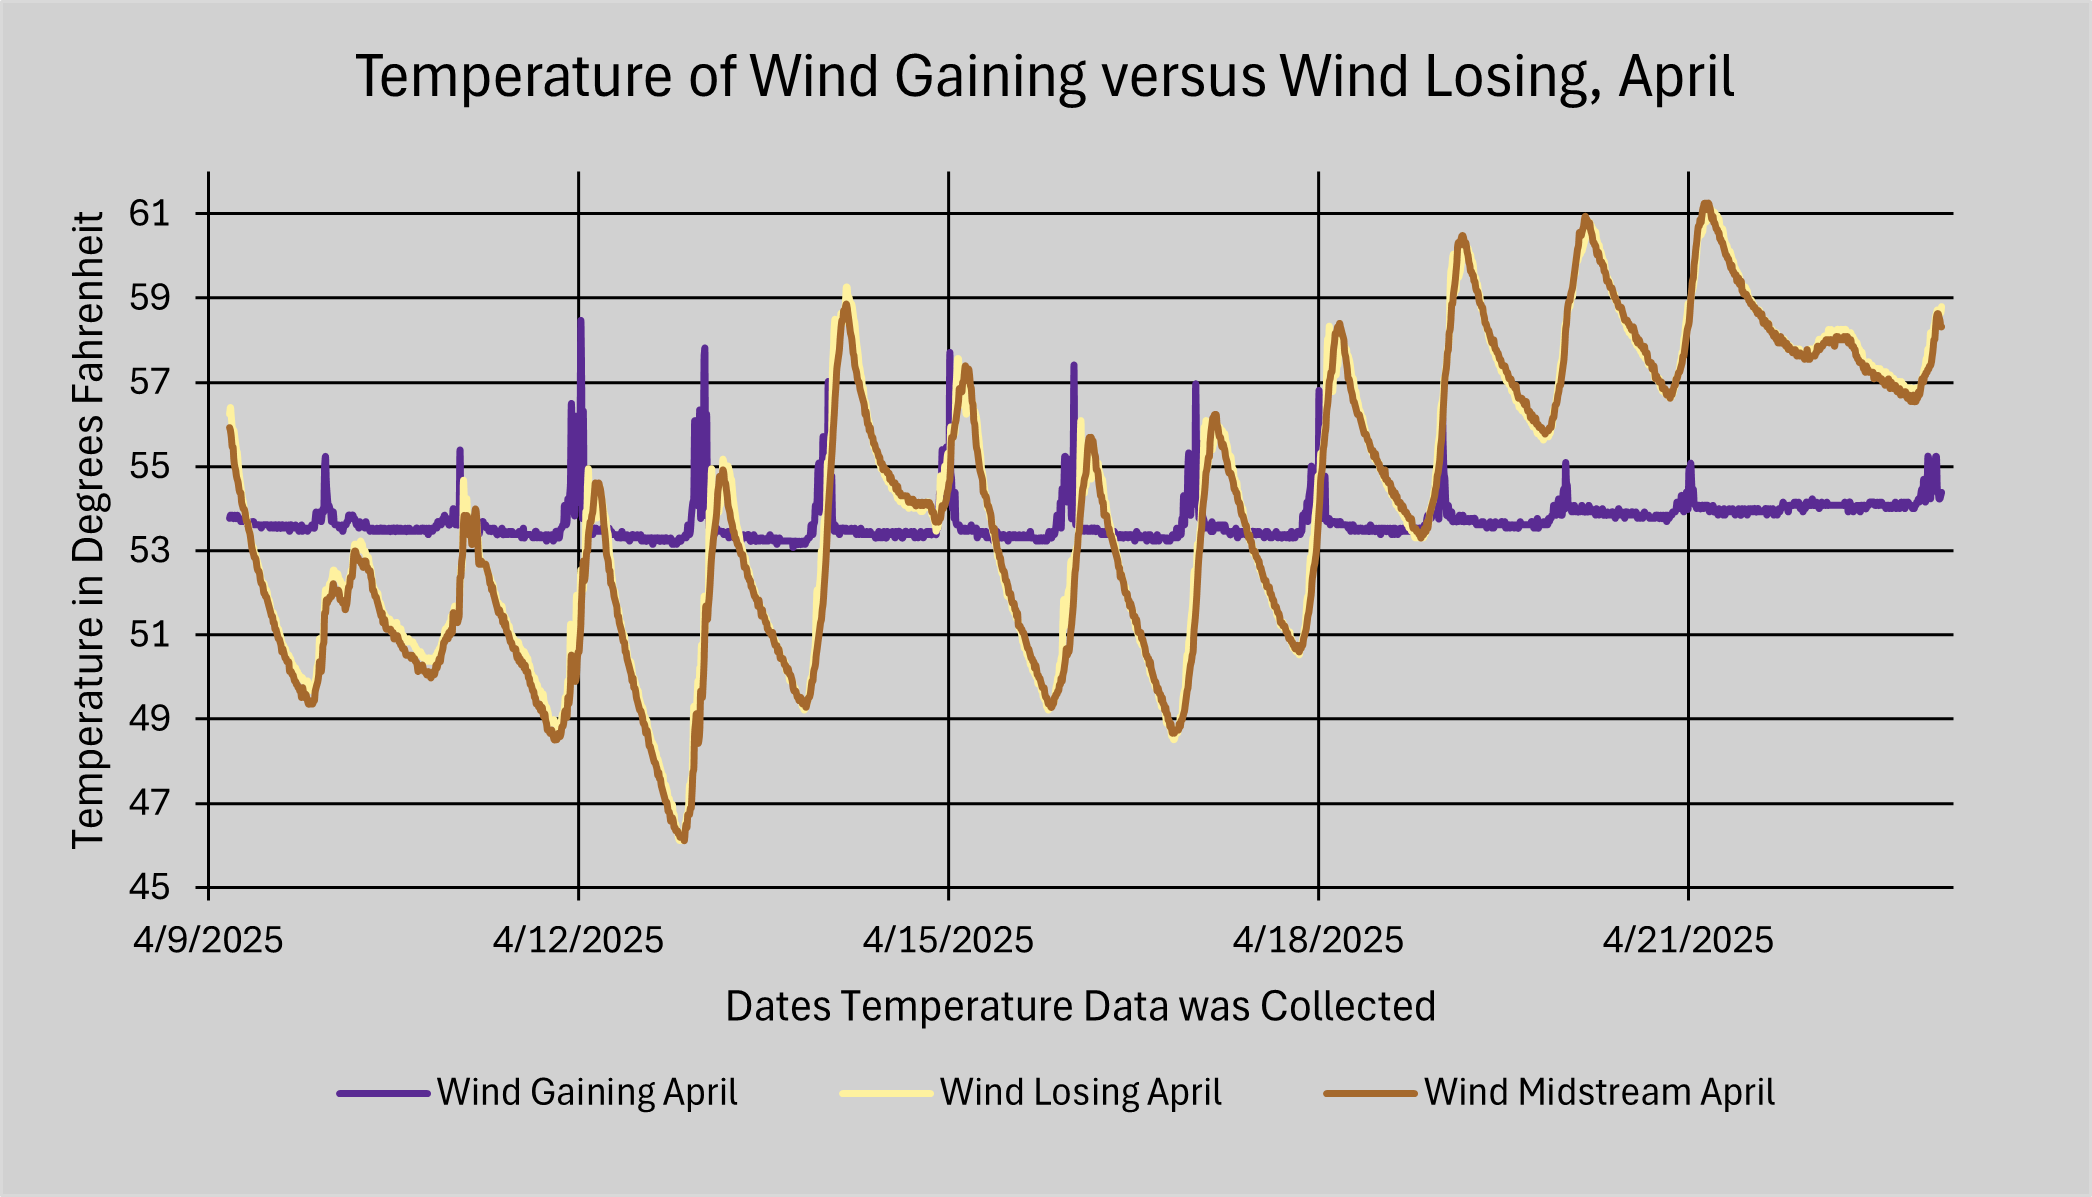 Temperature of Wind Gaining versus Wind Losing, April
Temperature in Degrees Fahrenheit
61
59
57
55
53
51
49
47
45
4/9/2025 4/12/2025 4/15/2025 4/18/2025 4/21/2025
Dates Temperature Data was Collected
Wind Gaining April Wind Losing April Wind Midstream April